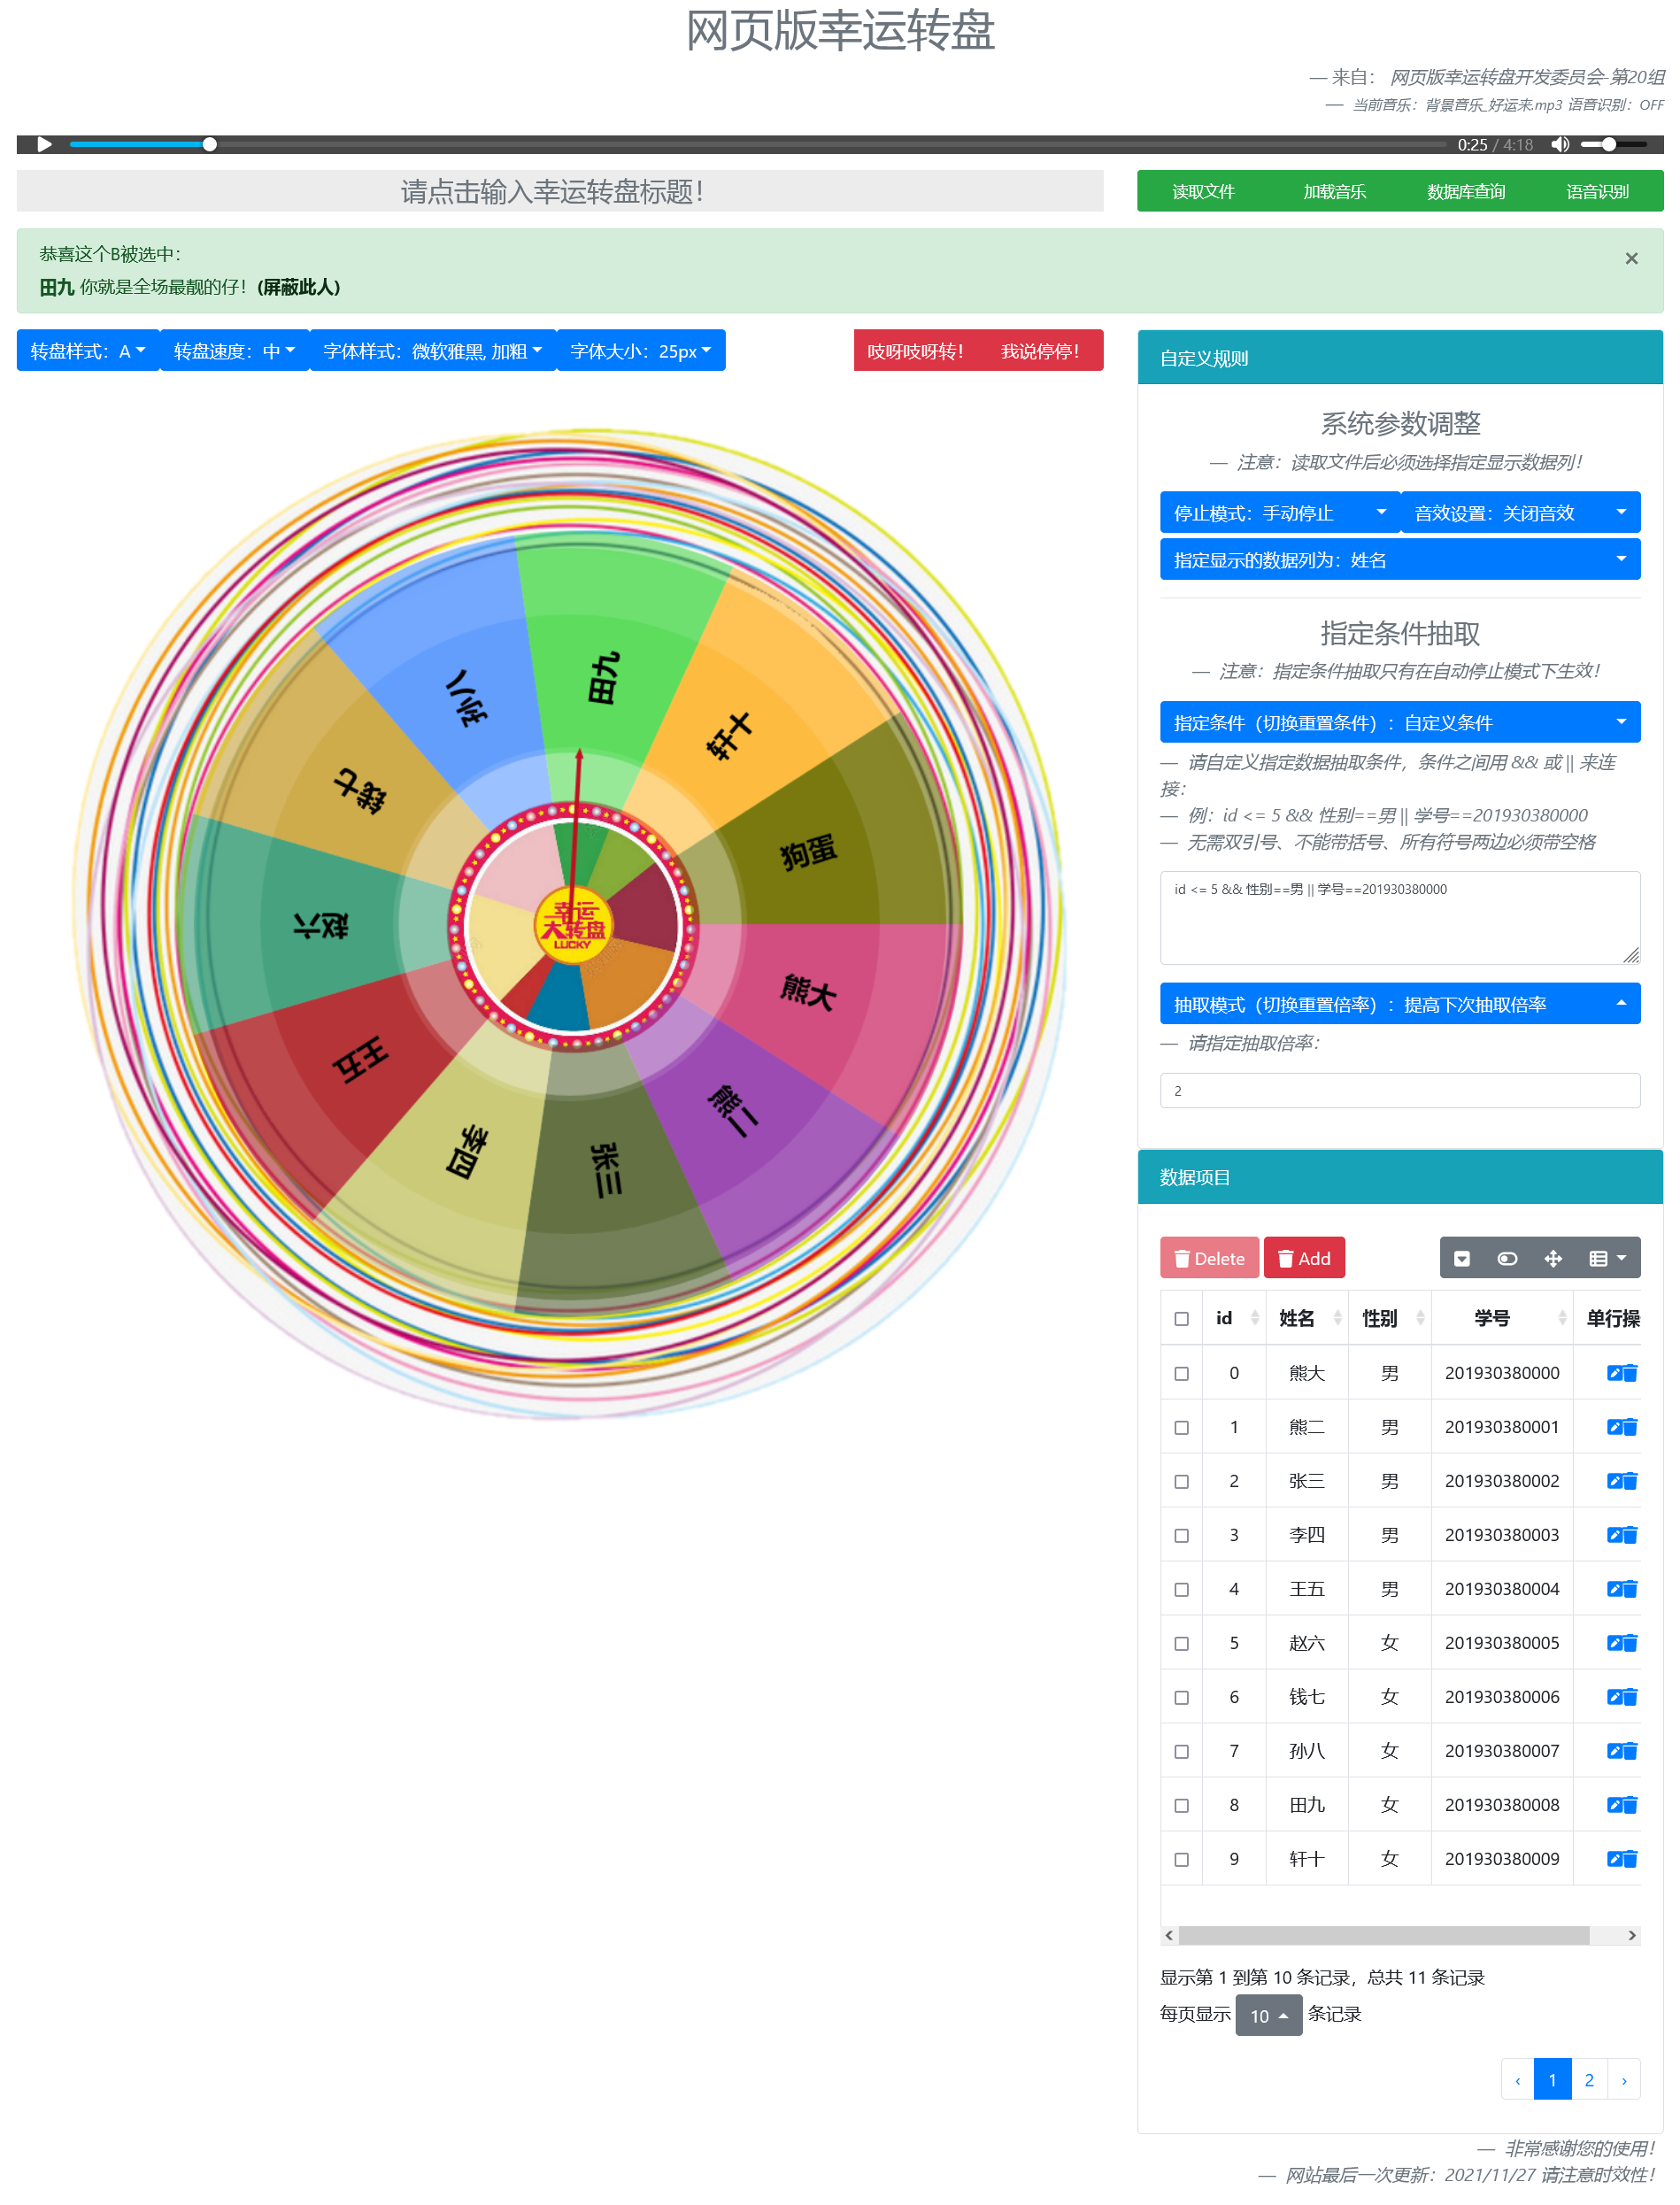 网页版幸运转盘
— 来自： 网页版幸运转盘开发委员会-第20组
— 当前音乐：背景音乐_好运来.mp3 语音识别：OFF
0:25 / 4:18
请点击输入幸运转盘标题！
读取文件 加载音乐 数据库查询 语音识别
恭喜这个B被选中：
×
田九 你就是全场最靓的仔！(屏蔽此人)
转盘样式：A 转盘速度：中 字体样式：微软雅黑, 加粗 字体大小：25px
吱呀吱呀转！ 我说停停！
田九
轩十
狗蛋
熊大
熊二
张三
李四
王五
赵六
钱七
孙八
幸运
大转盘
LUCKY
自定义规则
系统参数调整
— 注意：读取文件后必须选择指定显示数据列！
停止模式：手动停止 音效设置：关闭音效
指定显示的数据列为：姓名
指定条件抽取
— 注意：指定条件抽取只有在自动停止模式下生效！
指定条件（切换重置条件）: 自定义条件
— 请自定义指定数据抽取条件，条件之间用 && 或 || 来连
接：
— 例：id <= 5 && 性别==男 || 学号==201930380000
— 无需双引号、不能带括号、所有符号两边必须带空格
id <= 5 && 性别==男 || 学号==201930380000
抽取模式（切换重置倍率）: 提高下次抽取倍率
— 请指定抽取倍率：
2
数据项目
Delete Add
id 姓名 性别 学号 单行操
0 熊大 男 201930380000
1 熊二 男 201930380001
2 张三 男 201930380002
3 李四 男 201930380003
4 王五 男 201930380004
5 赵六 女 201930380005
6 钱七 女 201930380006
7 孙八 女 201930380007
8 田九 女 201930380008
9 轩十 女 201930380009
显示第 1 到第 10 条记录，总共 11 条记录
每页显示 10 条记录
‹ 1 2 ›
— 非常感谢您的使用！
— 网站最后一次更新：2021/11/27 请注意时效性！